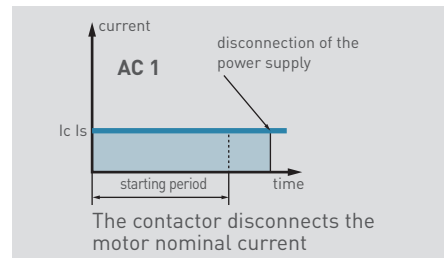 current
disconnection of the
power supply
AC 1
Ic Is
starting period
time
The contactor disconnects the
motor nominal current